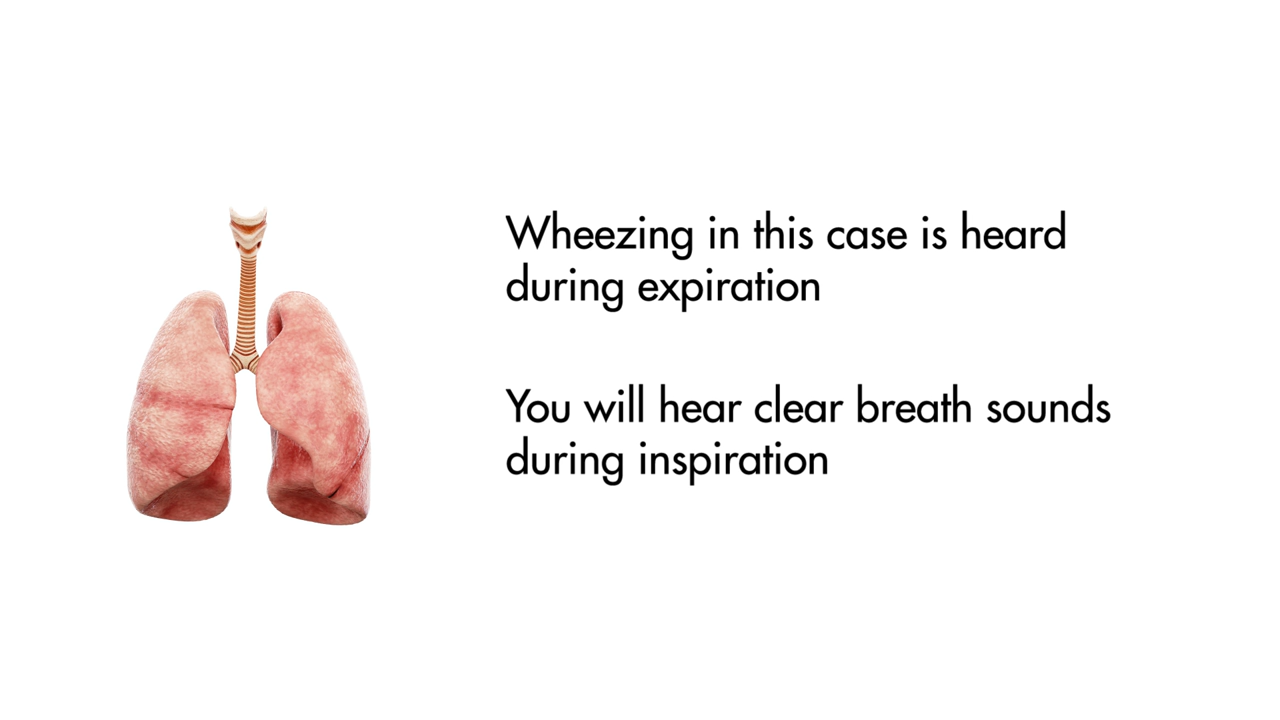 Wheezing in this case is heard
during expiration
You will hear clear breath sounds
during inspiration